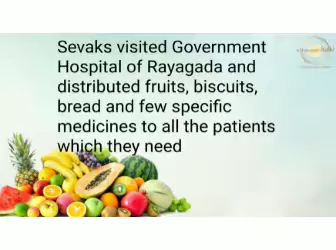 Sevaks visited Government
Hospital of Rayagada and
distributed fruits, biscuits,
bread and few specific
medicines to all the patients
which they need